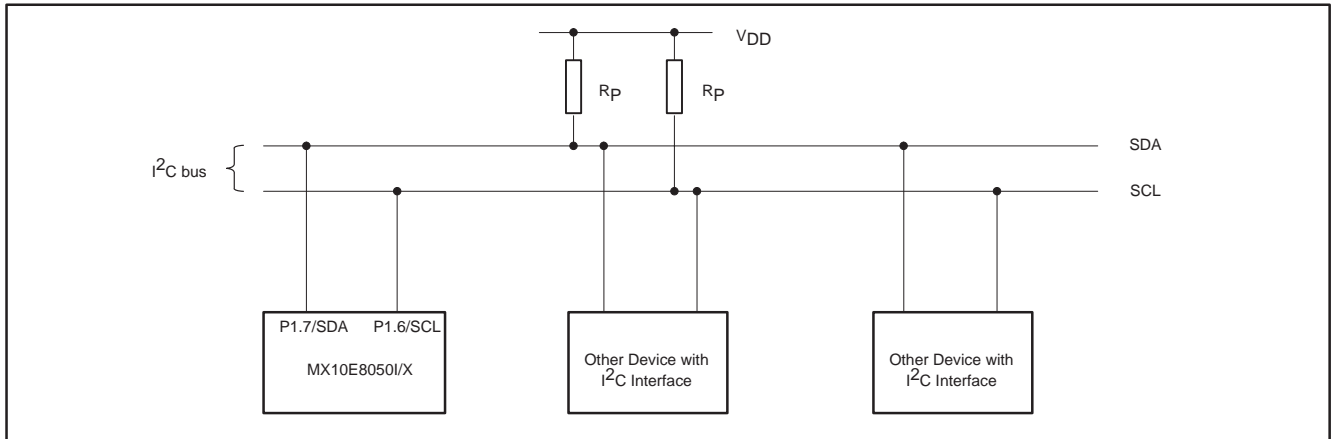 VDD
RP RP
SDA
I2C bus
SCL
P1.7/SDA P1.6/SCL
MX10E8050I/X
Other Device with
I2C Interface
Other Device with
I2C Interface